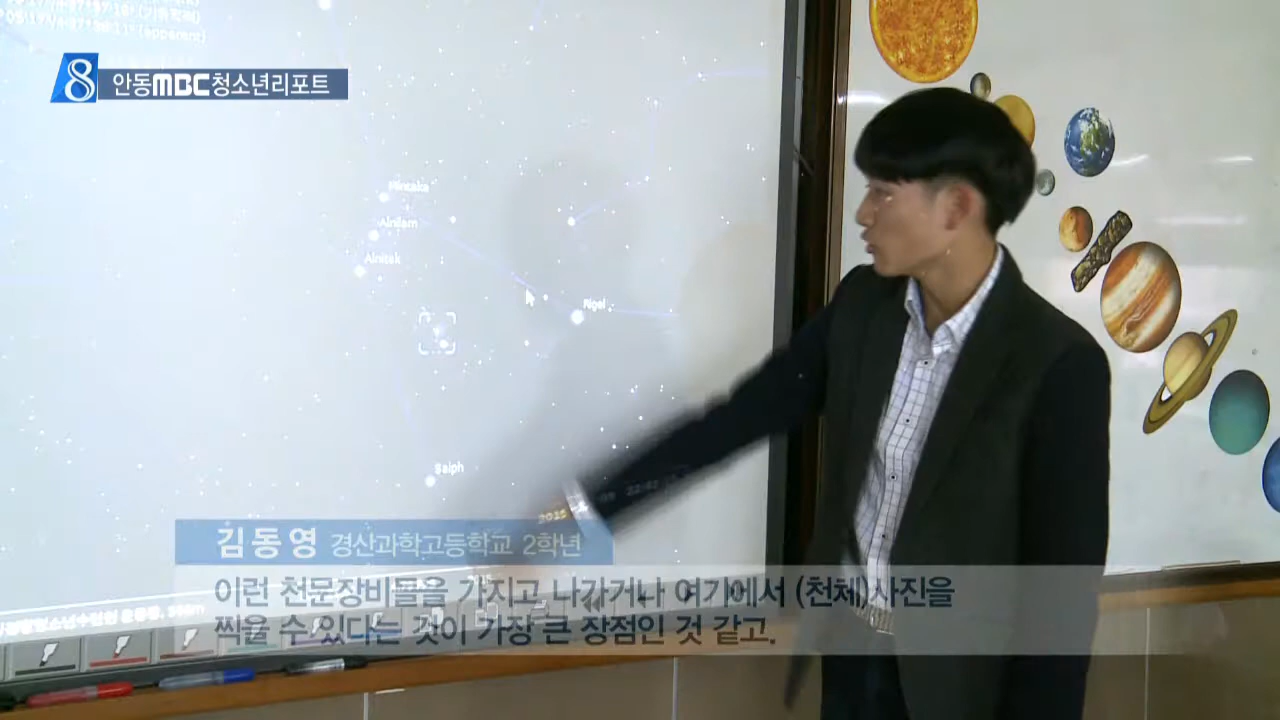 8 안동MBC청소년리포트
Mintaka
Alnilam
Alnitak
Rigel
Saiph
2015
김동영 경산과학고등학교 2학년
이런 천문장비들을 가지고 나가거나 여기에서 (천체)사진을
찍을 수 있다는 것이 가장 큰 장점인 것 같고.